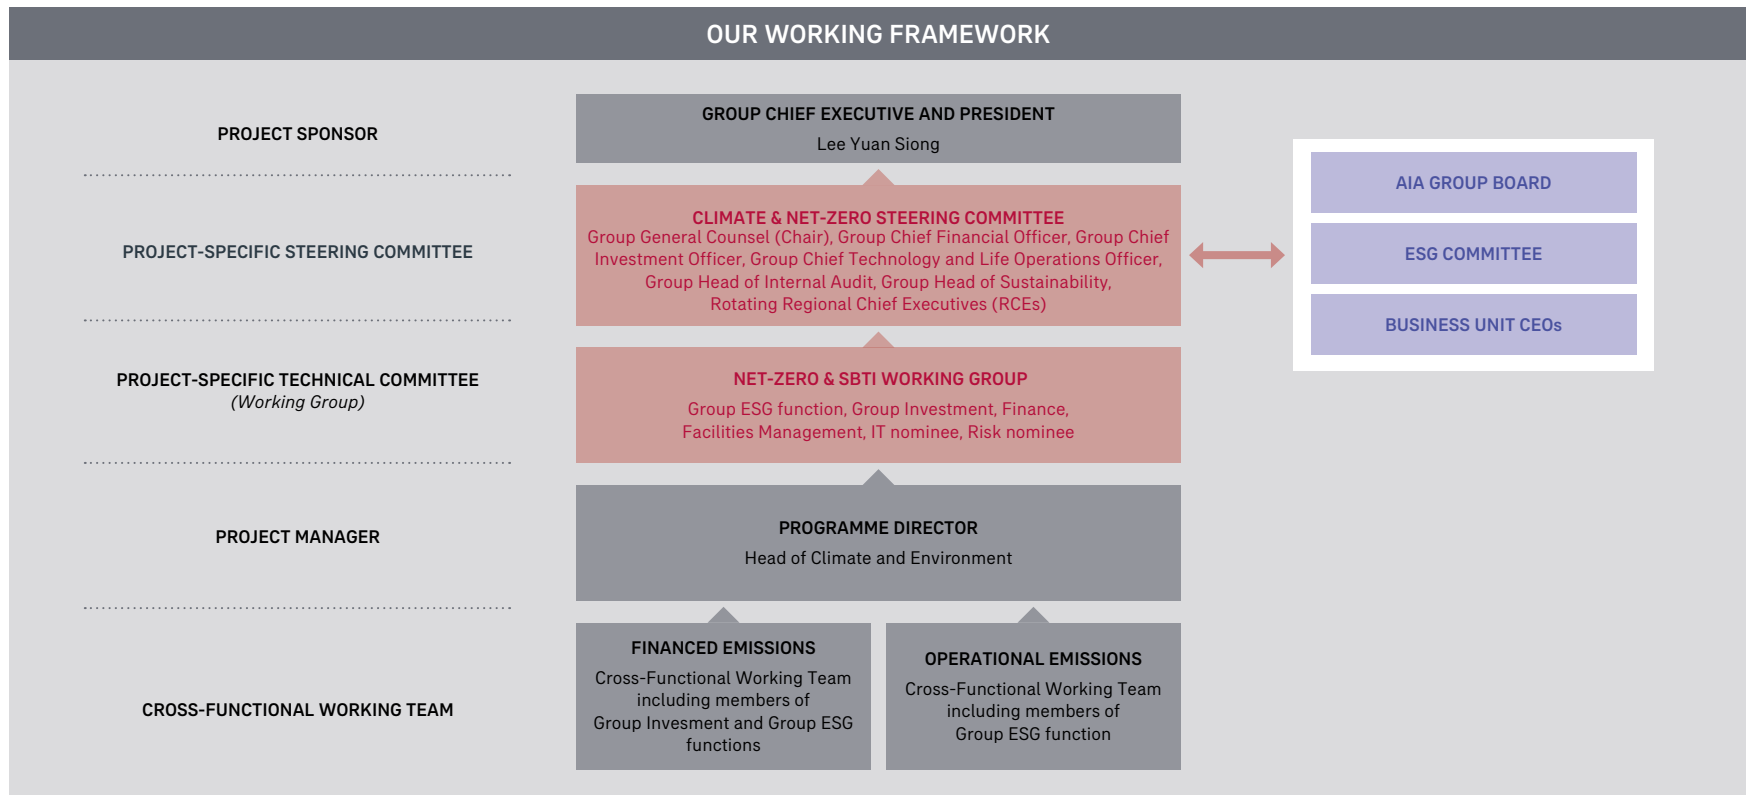 OUR WORKING FRAMEWORK
PROJECT SPONSOR
GROUP CHIEF EXECUTIVE AND PRESIDENT
Lee Yuan Siong
PROJECT-SPECIFIC STEERING COMMITTEE
CLIMATE & NET-ZERO STEERING COMMITTEE
Group General Counsel (Chair), Group Chief Financial Officer, Group Chief
Investment Officer, Group Chief Technology and Life Operations Officer,
Group Head of Internal Audit, Group Head of Sustainability,
Rotating Regional Chief Executives (RCEs)
AIA GROUP BOARD
ESG COMMITTEE
BUSINESS UNIT CEOs
PROJECT-SPECIFIC TECHNICAL COMMITTEE
(Working Group)
NET-ZERO & SBTI WORKING GROUP
Group ESG function, Group Investment, Finance,
Facilities Management, IT nominee, Risk nominee
PROJECT MANAGER
PROGRAMME DIRECTOR
Head of Climate and Environment
CROSS-FUNCTIONAL WORKING TEAM
FINANCED EMISSIONS
Cross-Functional Working Team
including members of
Group Invesment and Group ESG
functions
OPERATIONAL EMISSIONS
Cross-Functional Working Team
including members of
Group ESG function